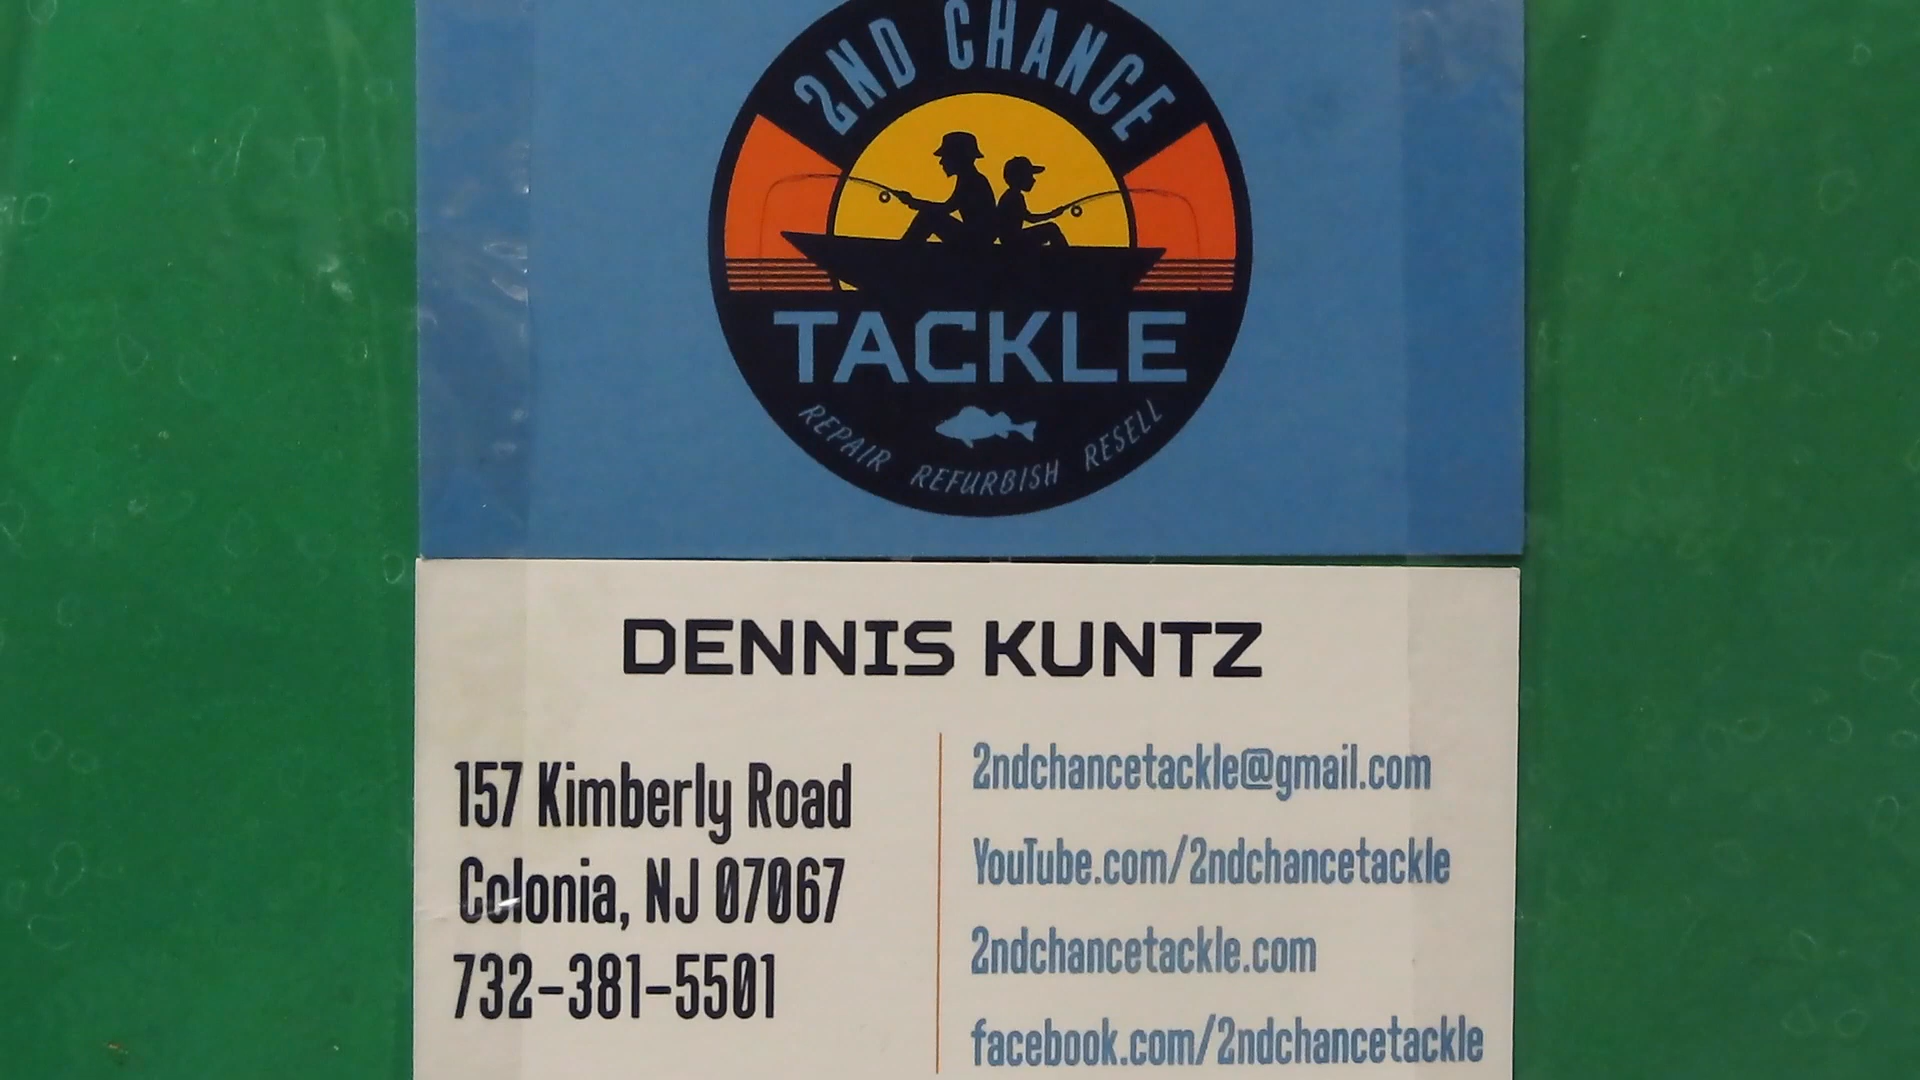 2ND CHANCE
TACKLE
REPAIR REFURBISH RESELL
DENNIS KUNTZ
157 Kimberly Road
Colonia, NJ 07067
732-381-5501
2ndchancetackle@gmail.com
YouTube.com/2ndchancetackle
2ndchancetackle.com
facebook.com/2ndchancetackle